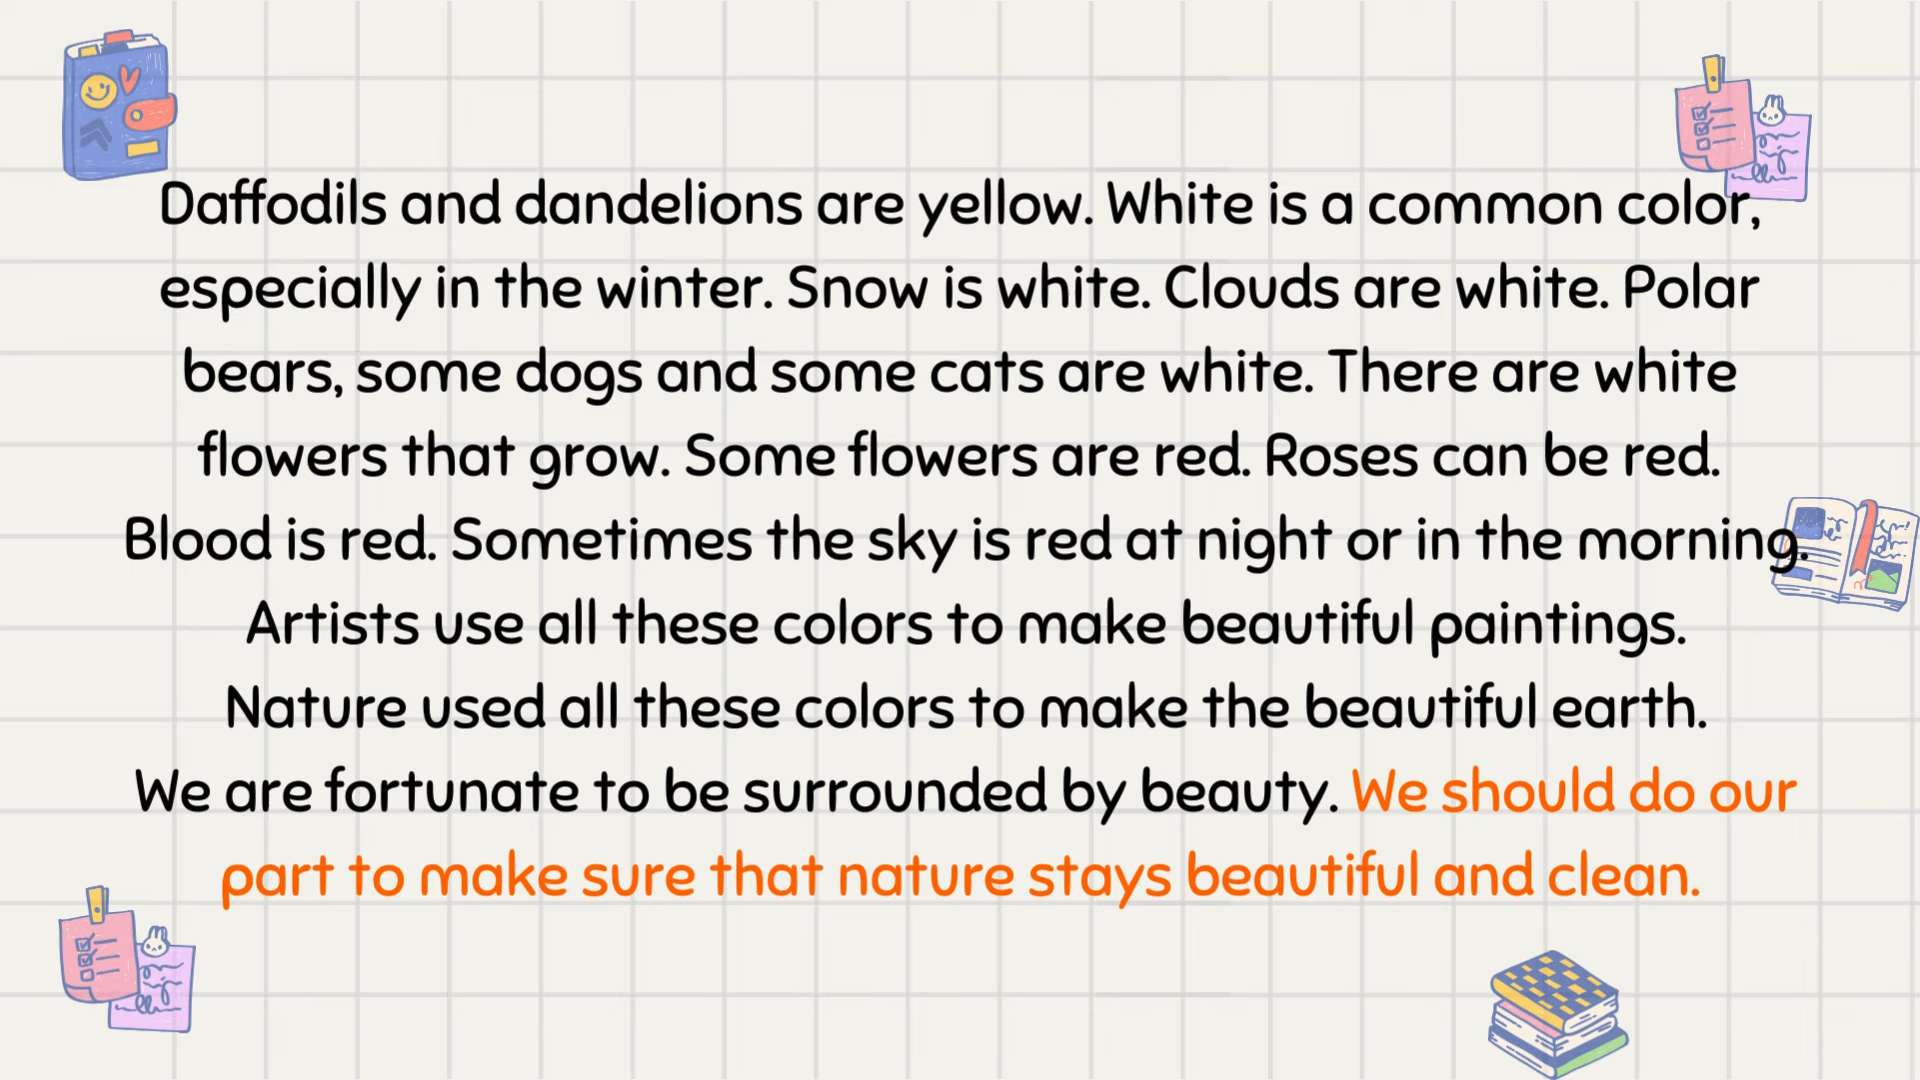 Daffodils and dandelions are yellow. White is a common color,
especially in the winter. Snow is white. Clouds are white. Polar
bears, some dogs and some cats are white. There are white
flowers that grow. Some flowers are red. Roses can be red.
Blood is red. Sometimes the sky is red at night or in the morning.
Artists use all these colors to make beautiful paintings.
Nature used all these colors to make the beautiful earth.
We are fortunate to be surrounded by beauty. We should do our
part to make sure that nature stays beautiful and clean.